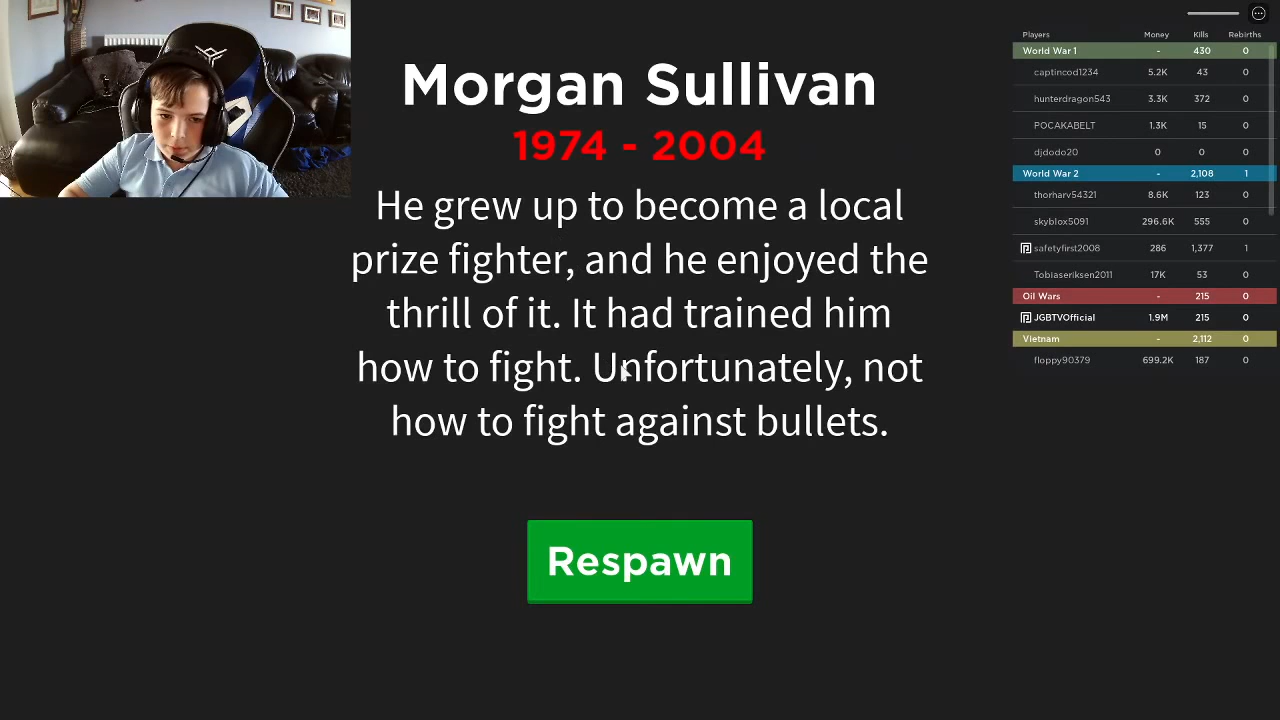 Morgan Sullivan
1974 - 2004
He grew up to become a local
prize fighter, and he enjoyed the
thrill of it. It had trained him
how to fight. Unfortunately, not
how to fight against bullets.
Respawn
Players Money Kills Rebirths
World War 1 - 430 0
captincod1234 5.2K 43 0
hunterdragon543 3.3K 372 0
POCAKABELT 1.3K 15 0
djdodo20 0 0 0
World War 2 - 2,108 1
thorharv54321 8.6K 123 0
skyblox5091 296.6K 555 0
safetyfirst2008 286 1,377 1
Tobiaseriksen2011 17K 53 0
Oil Wars - 215 0
JGBTVOfficial 1.9M 215 0
Vietnam - 2,112 0
floppy90379 699.2K 187 0